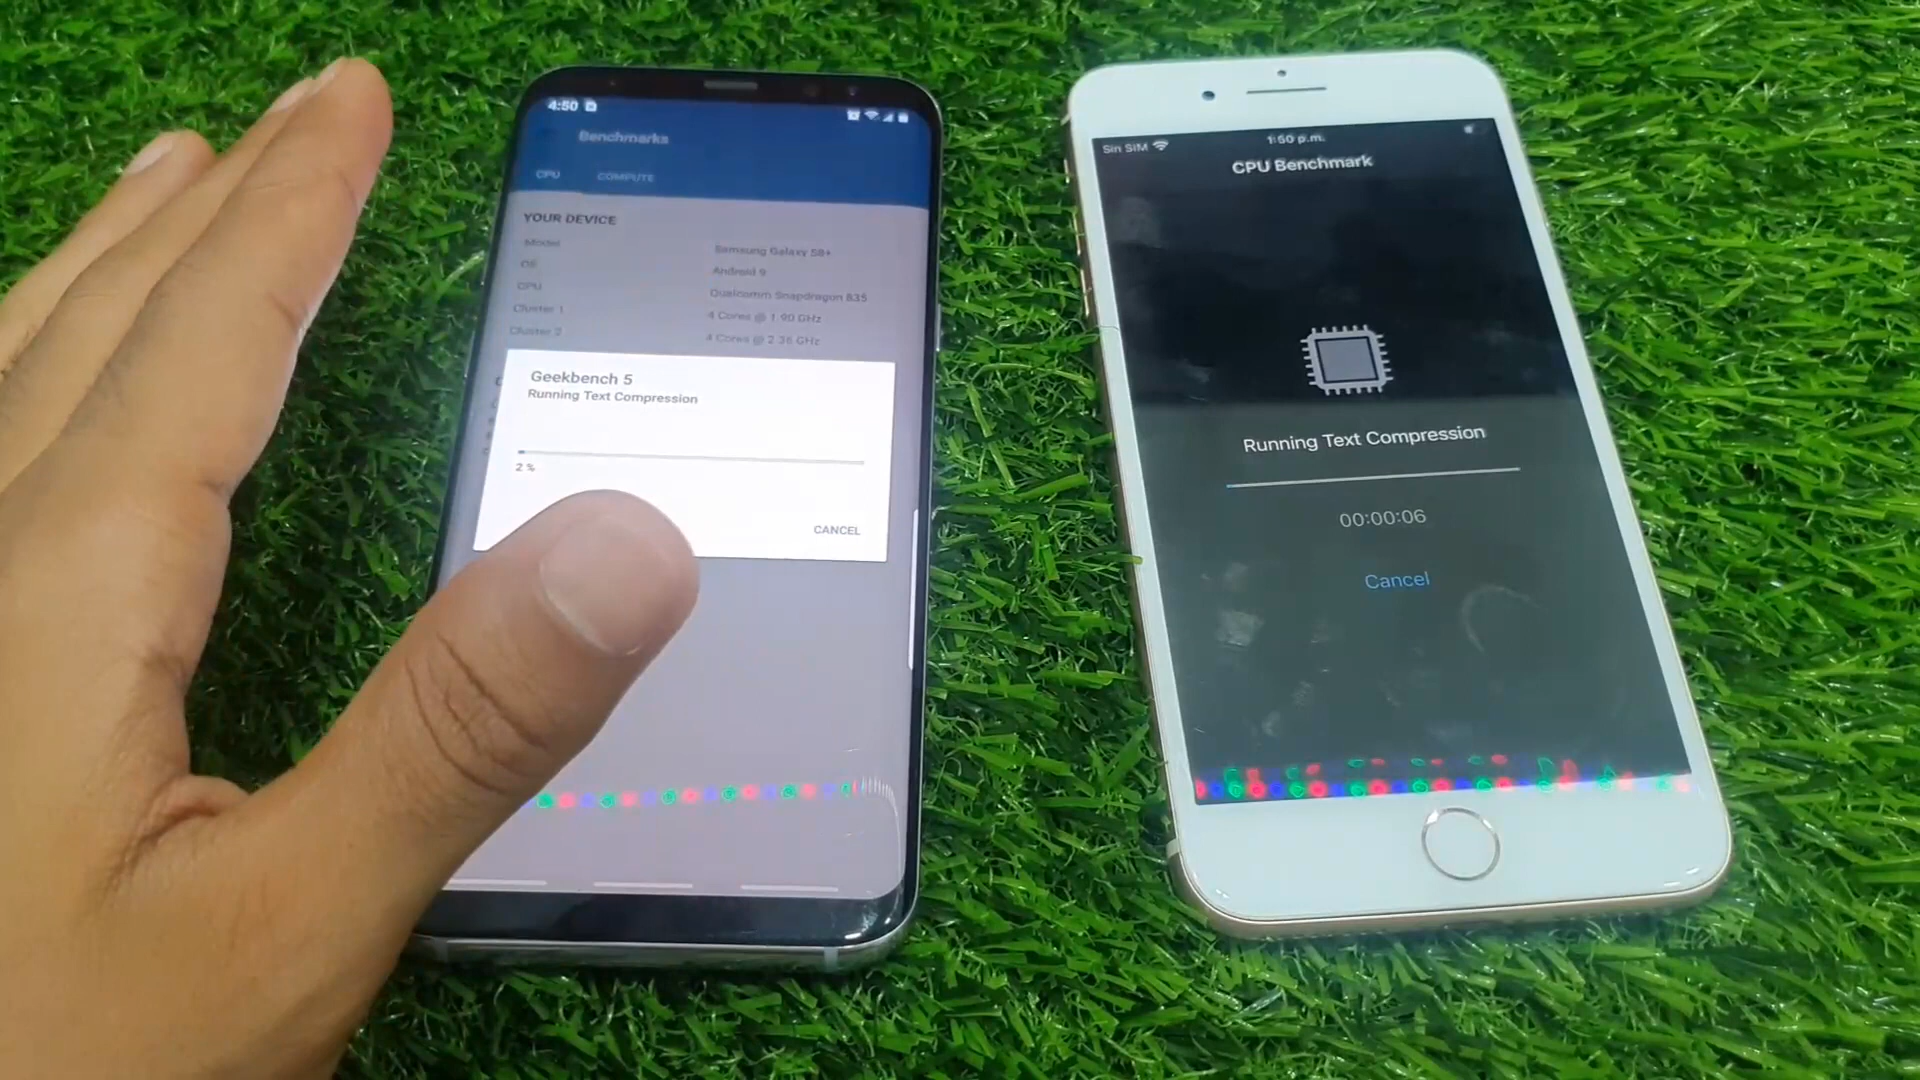 4:50
Benchmarks
CPU COMPUTE
YOUR DEVICE
Model Samsung Galaxy S8+
OS Android 9
CPU Qualcomm Snapdragon 835
Cluster 1 4 Cores @ 1.90 GHz
Cluster 2 4 Cores @ 2.36 GHz
Geekbench 5
Running Text Compression
2 %
CANCEL
Sin SIM 1:50 p.m.
CPU Benchmark
Running Text Compression
00:00:06
Cancel